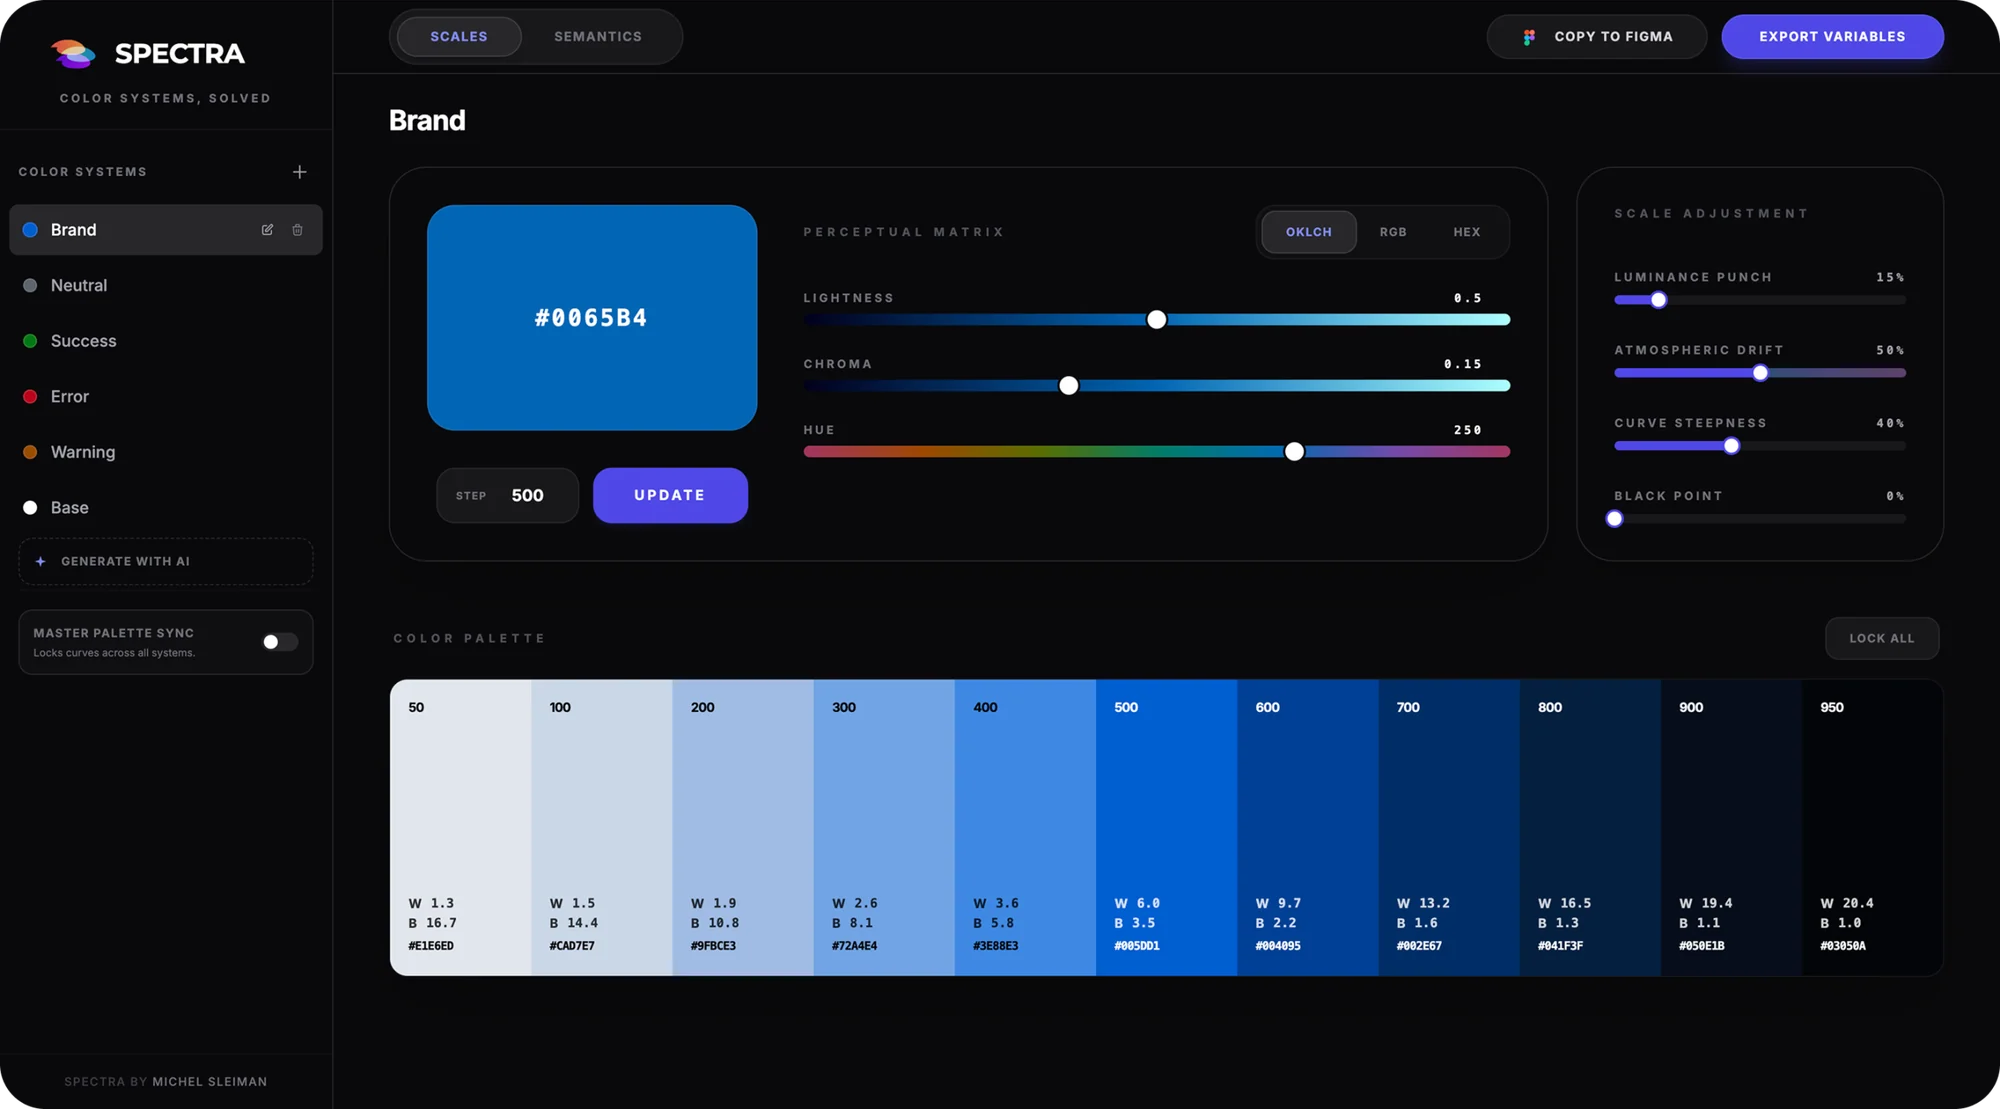 SPECTRA
COLOR SYSTEMS, SOLVED
COLOR SYSTEMS
Brand
Neutral
Success
Error
Warning
Base
GENERATE WITH AI
MASTER PALETTE SYNC
Locks curves across all systems.
SPECTRA BY MICHEL SLEIMAN
SCALES
SEMANTICS
COPY TO FIGMA
EXPORT VARIABLES
Brand
#0065B4
STEP 500
UPDATE
PERCEPTUAL MATRIX
OKLCH
RGB
HEX
LIGHTNESS 0.5
CHROMA 0.15
HUE 250
SCALE ADJUSTMENT
LUMINANCE PUNCH 15%
ATMOSPHERIC DRIFT 50%
CURVE STEEPNESS 40%
BLACK POINT 0%
COLOR PALETTE
LOCK ALL
50
W 1.3
B 16.7
#E1E6ED
100
W 1.5
B 14.4
#CAD7E7
200
W 1.9
B 10.8
#9FBCE3
300
W 2.6
B 8.1
#72A4E4
400
W 3.6
B 5.8
#3E88E3
500
W 6.0
B 3.5
#005DD1
600
W 9.7
B 2.2
#004095
700
W 13.2
B 1.6
#002E67
800
W 16.5
B 1.3
#041F3F
900
W 19.4
B 1.1
#050E1B
950
W 20.4
B 1.0
#03050A